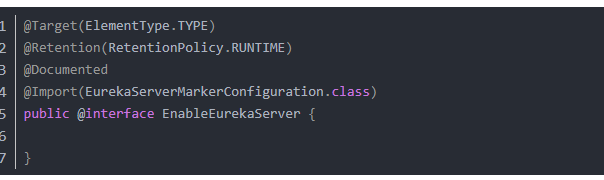 1 @Target(ElementType.TYPE)
2 @Retention(RetentionPolicy.RUNTIME)
3 @Documented
4 @Import(EurekaServerMarkerConfiguration.class)
5 public @interface EnableEurekaServer {
6
7 }